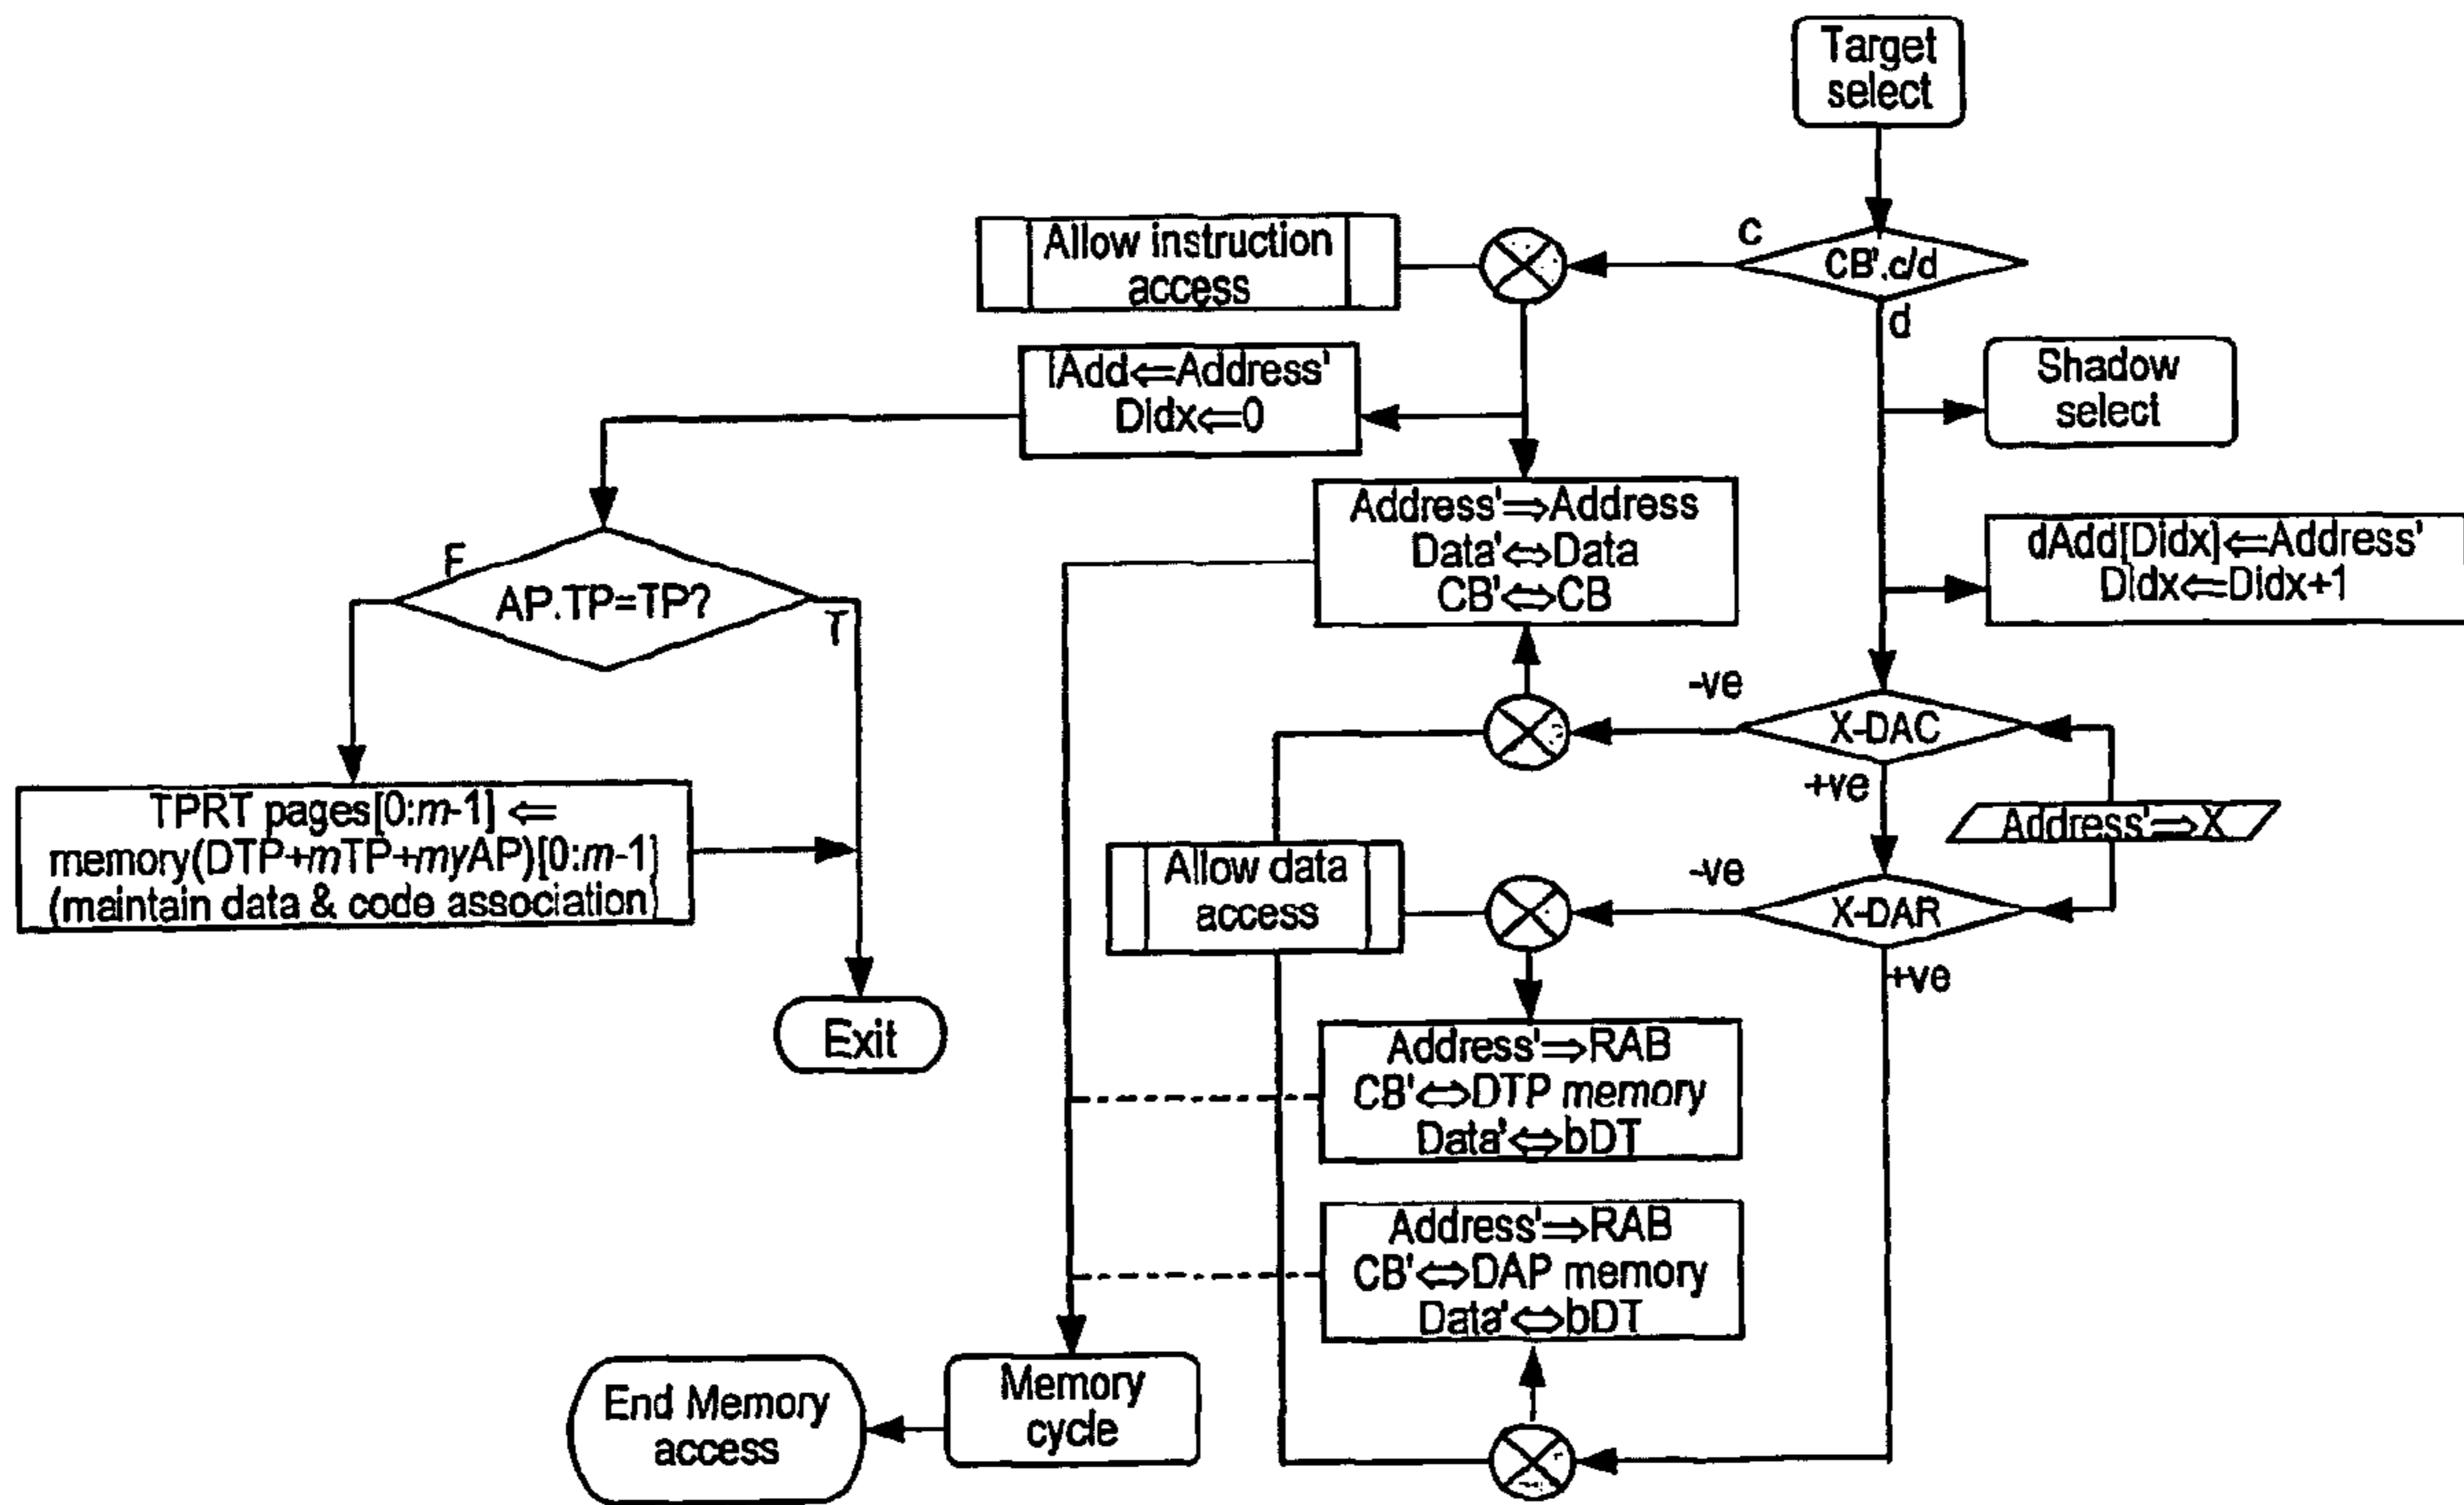 Target
select
c
CB'.c/d
d
Allow instruction
access
Shadow
select
IAdd⇐Address'
DIdx⇐0
Address'⇒Address
Data'⇔Data
CB'⇔CB
dAdd[DIdx]⇐Address'
DIdx⇐DIdx+1
F
AP.TP=TP?
T
-ve
X-DAC
+ve
TPRT pages[0:m-1] ⇐
memory(DTP+mTP+myAP)[0:m-1]
(maintain data & code association)
Address'⇒X
Allow data
access
-ve
X-DAR
+ve
Exit
Address'⇒RAB
CB'⇔DTP memory
Data'⇔bDT
Address'⇒RAB
CB'⇔DAP memory
Data'⇔bDT
End Memory
access
Memory
cycle